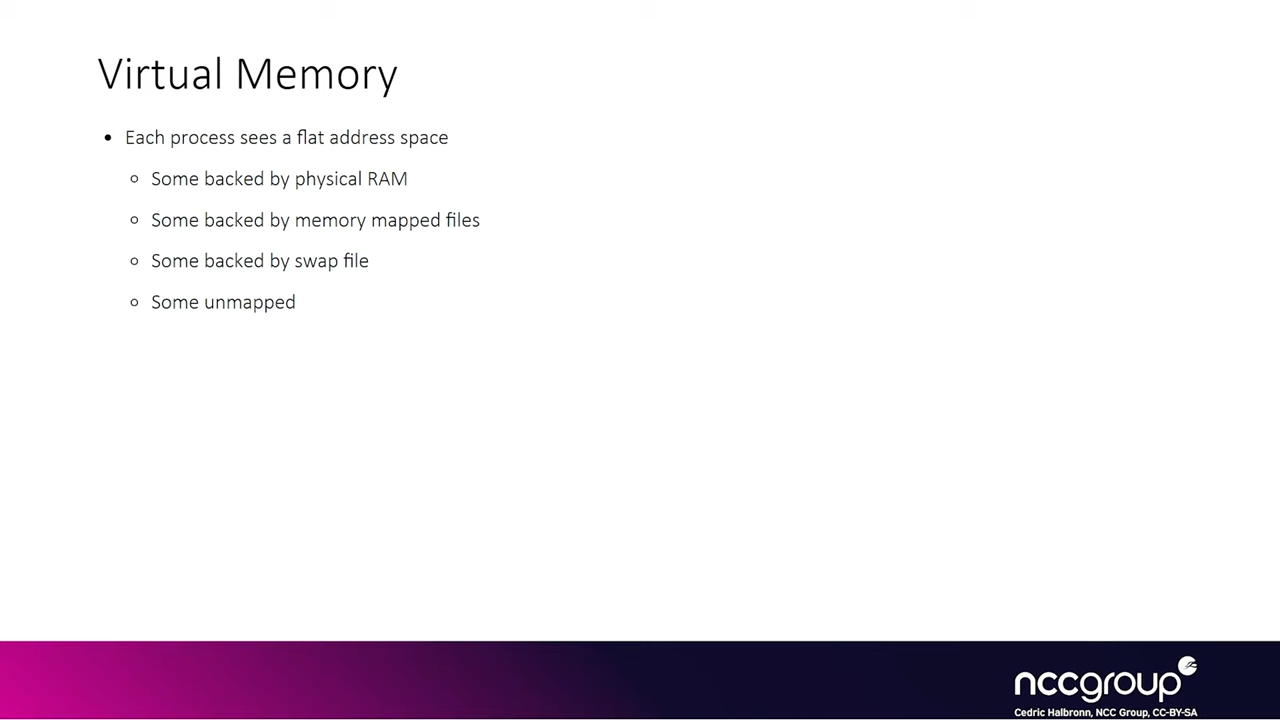 Virtual Memory
• Each process sees a flat address space
○ Some backed by physical RAM
○ Some backed by memory mapped files
○ Some backed by swap file
○ Some unmapped
nccgroup
Cedric Halbronn, NCC Group, CC-BY-SA